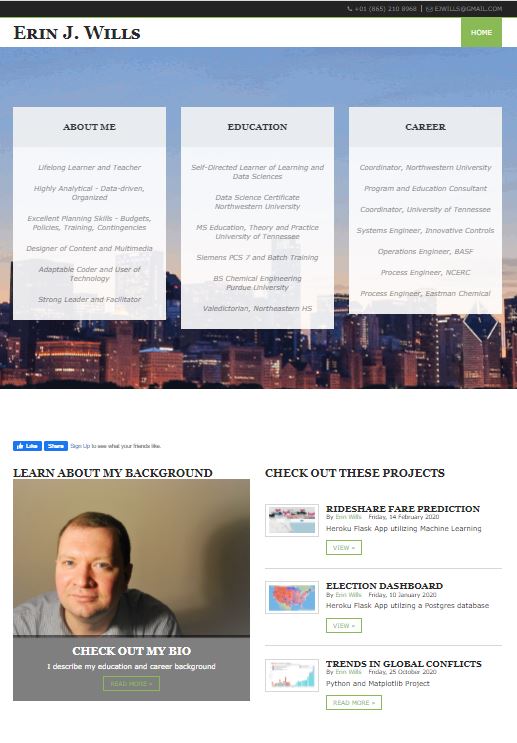 +01 (865) 210 8968 | EJWILLS@GMAIL.COM
Erin J. Wills
HOME
ABOUT ME
Lifelong Learner and Teacher
Highly Analytical - Data-driven,
Organized
Excellent Planning Skills - Budgets,
Policies, Training, Contingencies
Designer of Content and Multimedia
Adaptable Coder and User of
Technology
Strong Leader and Facilitator
EDUCATION
Self-Directed Learner of Learning and
Data Sciences
Data Science Certificate
Northwestern University
MS Education, Theory and Practice
University of Tennessee
Siemens PCS 7 and Batch Training
BS Chemical Engineering
Purdue University
Valedictorian, Northeastern HS
CAREER
Coordinator, Northwestern University
Program and Education Consultant
Coordinator, University of Tennessee
Systems Engineer, Innovative Controls
Operations Engineer, BASF
Process Engineer, NCERC
Process Engineer, Eastman Chemical
Like Share Sign Up to see what your friends like.
LEARN ABOUT MY BACKGROUND
CHECK OUT MY BIO
I describe my education and career background
READ MORE »
CHECK OUT THESE PROJECTS
RIDESHARE FARE PREDICTION
By Erin Wills Friday, 14 February 2020
Heroku Flask App utilizing Machine Learning
VIEW »
ELECTION DASHBOARD
By Erin Wills Friday, 10 January 2020
Heroku Flask App utilzing a Postgres database
VIEW »
TRENDS IN GLOBAL CONFLICTS
By Erin Wills Friday, 25 October 2020
Python and Matplotlib Project
READ MORE »